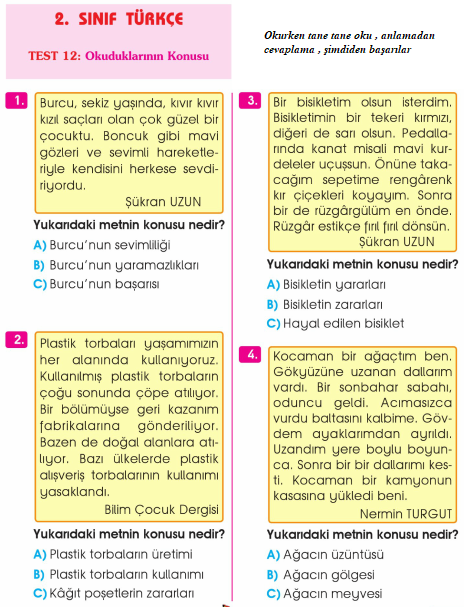 2. SINIF TÜRKÇE
TEST 12: Okuduklarının Konusu
Okurken tane tane oku , anlamadan
cevaplama , şimdiden başarılar
1.
Burcu, sekiz yaşında, kıvır kıvır
kızıl saçları olan çok güzel bir
çocuktu. Boncuk gibi mavi
gözleri ve sevimli hareketle-
riyle kendisini herkese sevdi-
riyordu.
Şükran UZUN
Yukarıdaki metnin konusu nedir?
A) Burcu’nun sevimliliği
B) Burcu’nun yaramazlıkları
C) Burcu’nun başarısı
2.
Plastik torbaları yaşamımızın
her alanında kullanıyoruz.
Kullanılmış plastik torbaların
çoğu sonunda çöpe atılıyor.
Bir bölümüyse geri kazanım
fabrikalarına gönderiliyor.
Bazen de doğal alanlara atı-
lıyor. Bazı ülkelerde plastik
alışveriş torbalarının kullanımı
yasaklandı.
Bilim Çocuk Dergisi
Yukarıdaki metnin konusu nedir?
A) Plastik torbaların üretimi
B) Plastik torbaların kullanımı
C) Kâğıt poşetlerin zararları
3.
Bir bisikletim olsun isterdim.
Bisikletimin bir tekeri kırmızı,
diğeri de sarı olsun. Pedalla-
rında kanat misali mavi kur-
deleler uçuşsun. Önüne taka-
cağım sepetime rengârenk
kır çiçekleri koyayım. Sonra
bir de rüzgârgülüm en önde.
Rüzgâr estikçe fırıl fırıl dönsün.
Şükran UZUN
Yukarıdaki metnin konusu nedir?
A) Bisikletin yararları
B) Bisikletin zararları
C) Hayal edilen bisiklet
4.
Kocaman bir ağaçtım ben.
Gökyüzüne uzanan dallarım
vardı. Bir sonbahar sabahı,
oduncu geldi. Acımasızca
vurdu baltasını kalbime. Göv-
dem ayaklarımdan ayrıldı.
Uzandım yere boylu boyun-
ca. Sonra bir bir dallarımı kes-
ti. Kocaman bir kamyonun
kasasına yükledi beni.
Nermin TURGUT
Yukarıdaki metnin konusu nedir?
A) Ağacın üzüntüsü
B) Ağacın gölgesi
C) Ağacın meyvesi